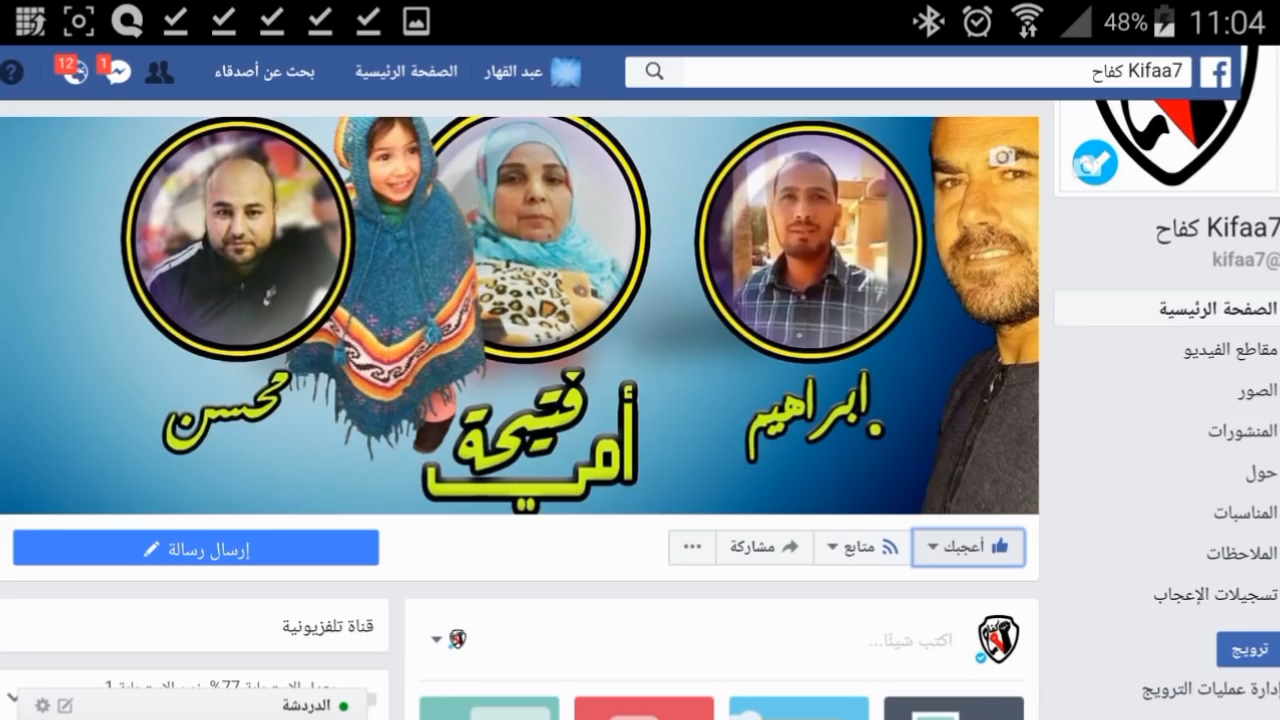 48% 11:04
Kifaa7 كفاح
عبد القهار
الصفحة الرئيسية
بحث عن أصدقاء
1
12
?
محسن
أمي فتيحة
ابراهيم
Kifaa7 كفاح
@kifaa7
الصفحة الرئيسية
مقاطع الفيديو
الصور
المنشورات
حول
المناسبات
الملاحظات
تسجيلات الإعجاب
ترويج
إدارة عمليات الترويج
أعجبك
متابع
مشاركة
...
إرسال رسالة
اكتب شيئًا...
قناة تلفزيونية
77%
الدردشة